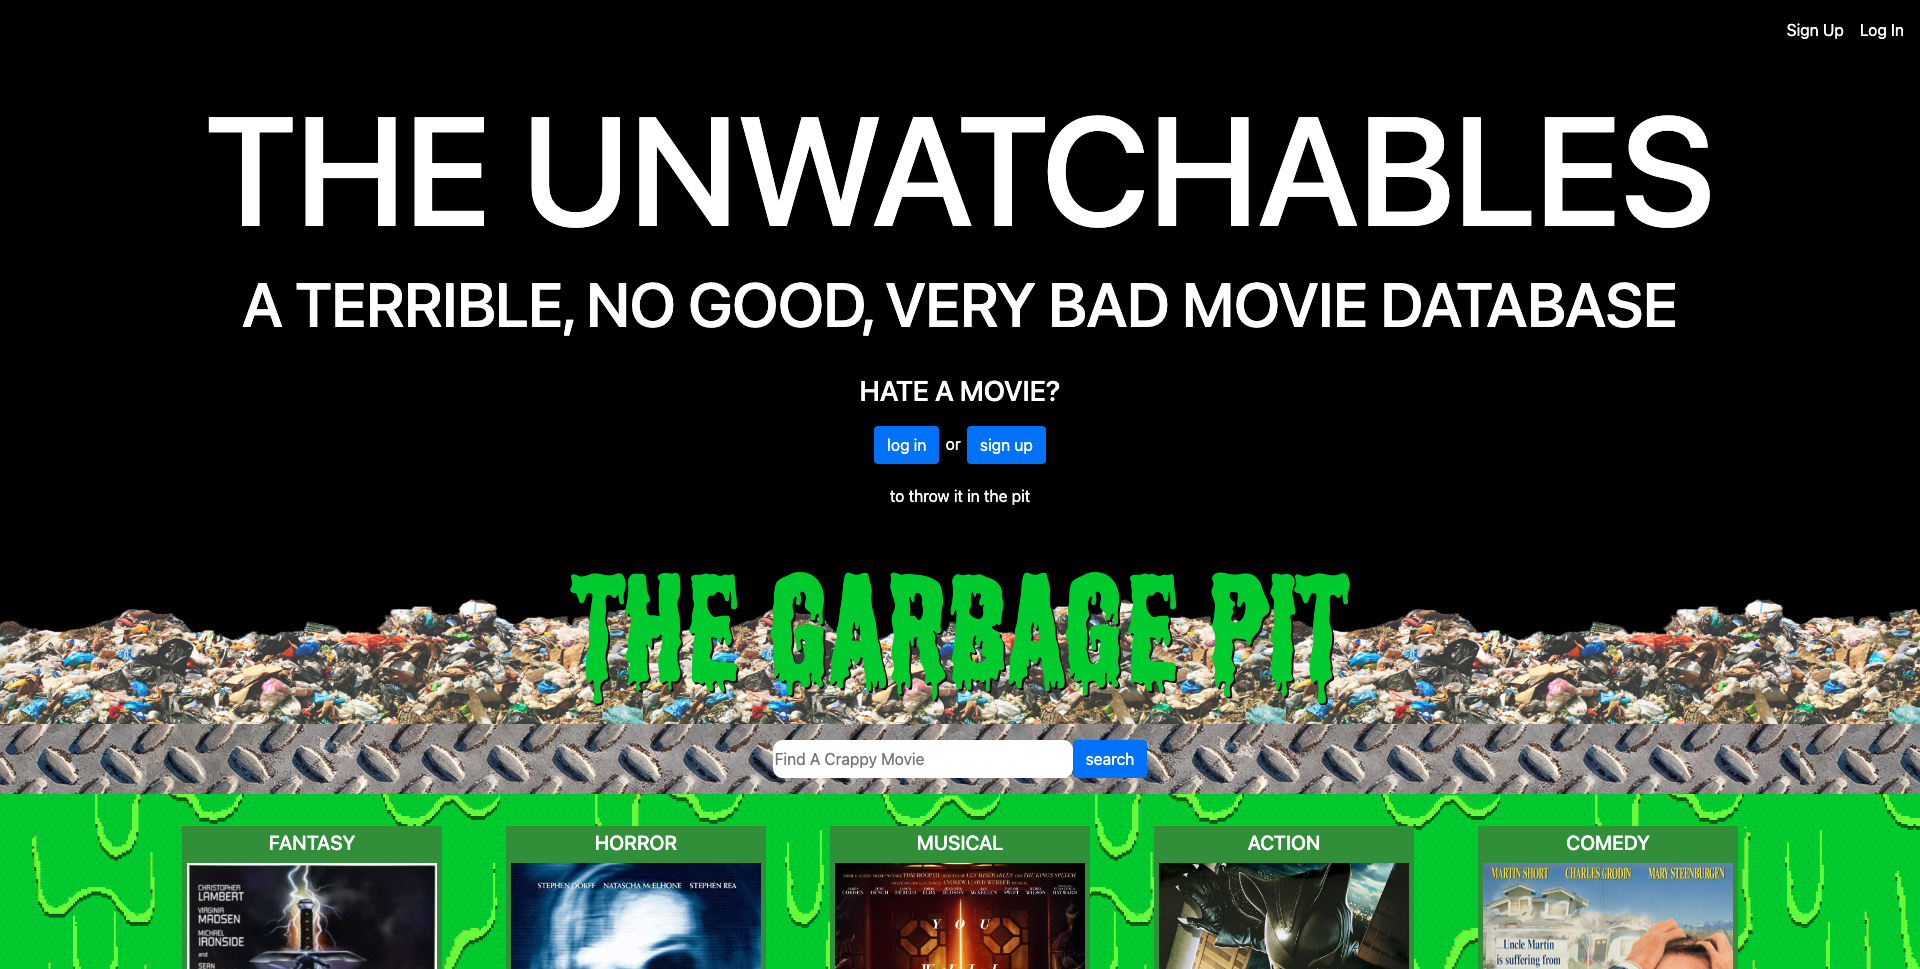 Sign Up Log In
THE UNWATCHABLES
A TERRIBLE, NO GOOD, VERY BAD MOVIE DATABASE
HATE A MOVIE?
log in or sign up
to throw it in the pit
THE GARBAGE PIT
Find A Crappy Movie search
FANTASY HORROR MUSICAL ACTION COMEDY
CHRISTOPHER
LAMBERT
VIRGINIA
MADSEN
MICHAEL
IRONSIDE
and
SEAN
STEPHEN DORFF NATASCHA McELHONE STEPHEN REA
YOU
WILL
MARTIN SHORT CHARLES GRODIN MARY STEENBURGEN
Uncle Martin
is suffering from